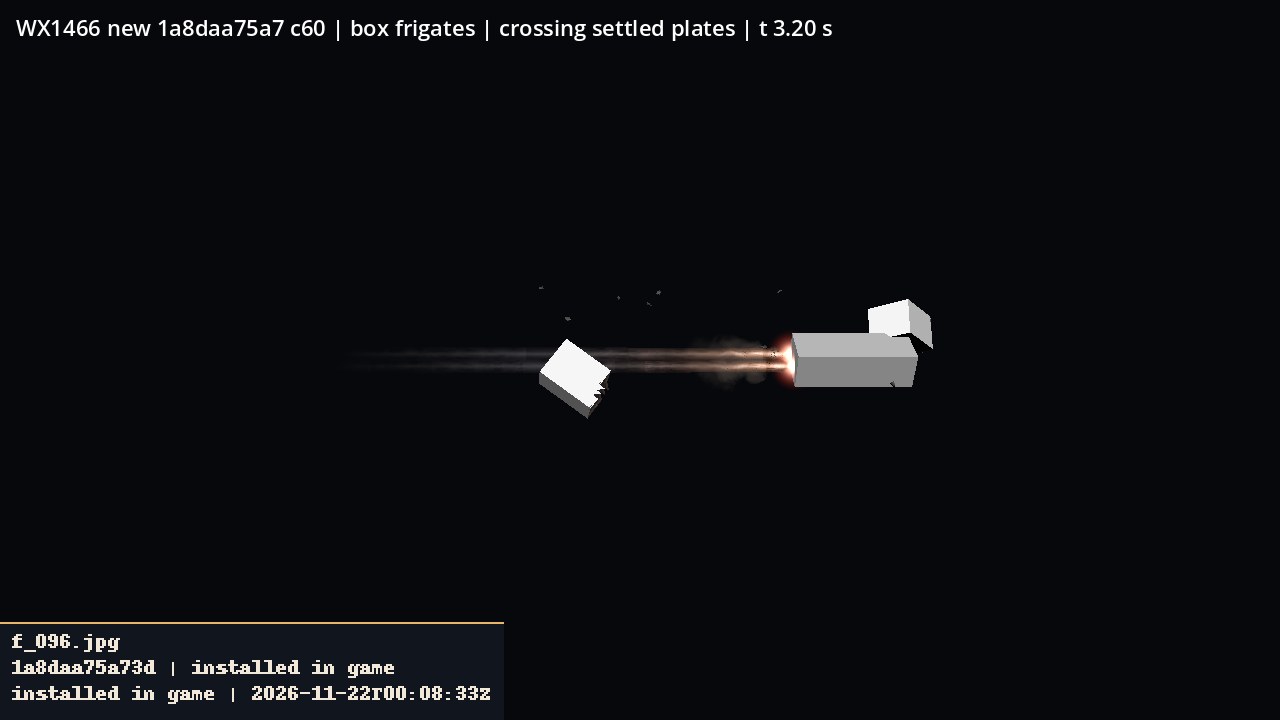 WX1466 new 1a8daa75a7 c60 | box frigates | crossing settled plates | t 3.20 s
f_096.jpg
1a8daa75a73d | installed in game
installed in game | 2026-11-22T00:08:33Z